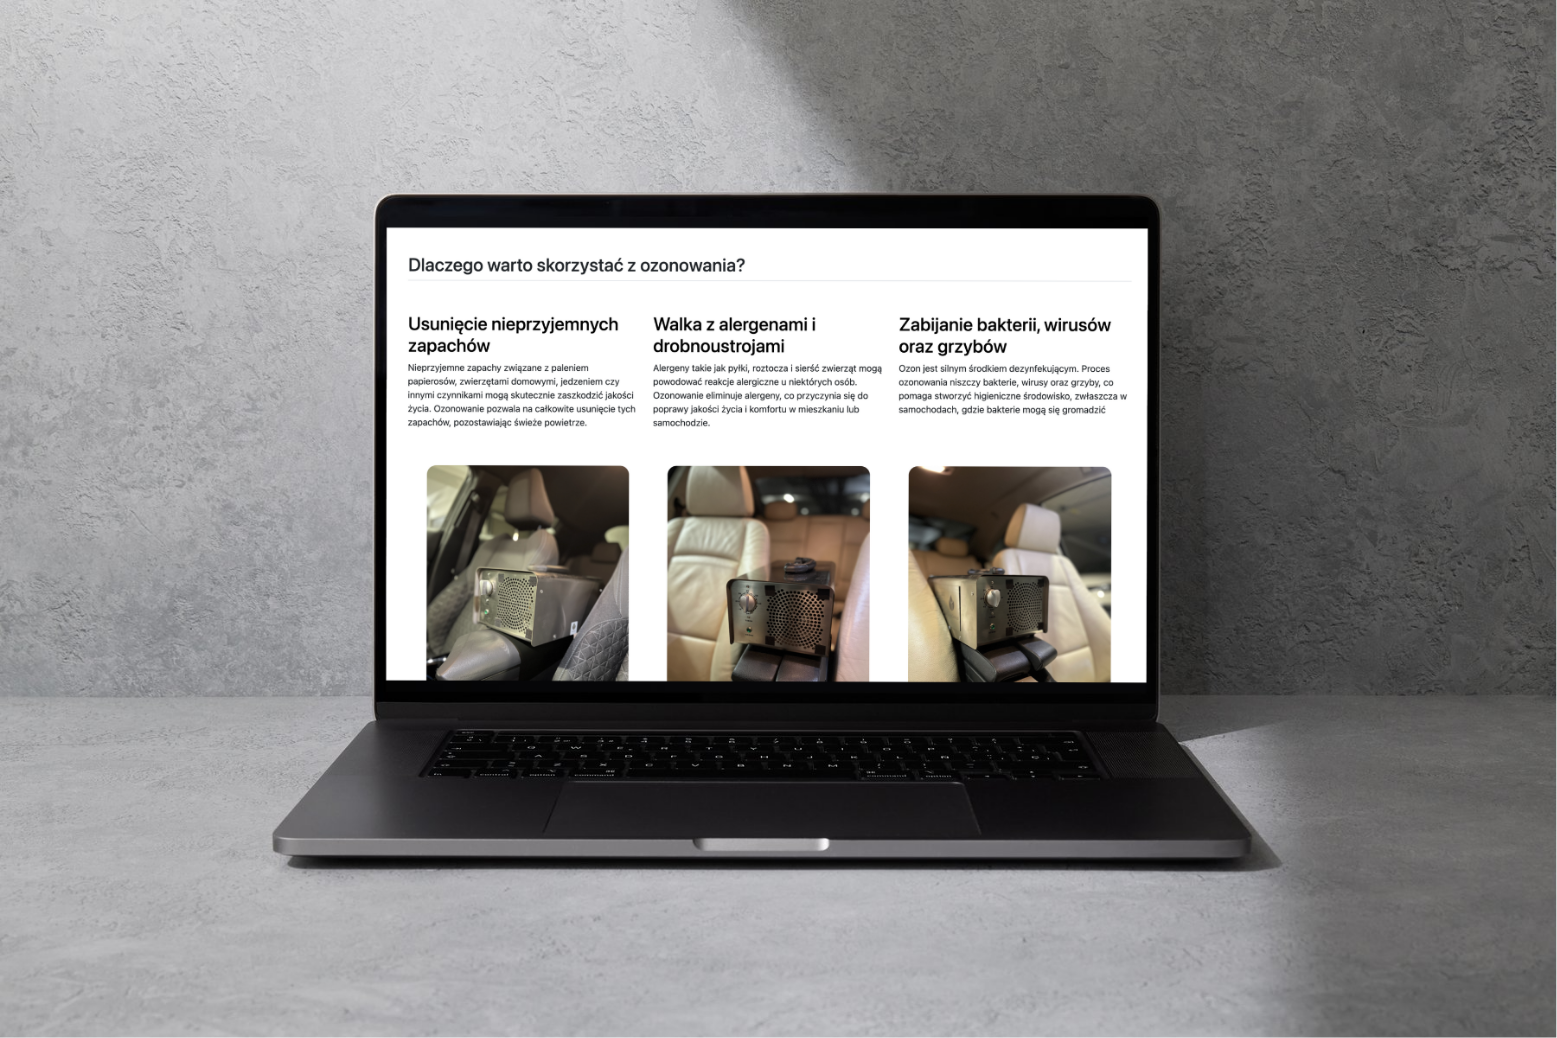 Dlaczego warto skorzystać z ozonowania?
Usunięcie nieprzyjemnych
zapachów
Nieprzyjemne zapachy związane z paleniem
papierosów, zwierzętami domowymi, jedzeniem czy
innymi czynnikami mogą skutecznie zaszkodzić jakości
życia. Ozonowanie pozwala na całkowite usunięcie tych
zapachów, pozostawiając świeże powietrze.
Walka z alergenami i
drobnoustrojami
Alergeny takie jak pyłki, roztocza i sierść zwierząt mogą
powodować reakcje alergiczne u niektórych osób.
Ozonowanie eliminuje alergeny, co przyczynia się do
poprawy jakości życia i komfortu w mieszkaniu lub
samochodzie.
Zabijanie bakterii, wirusów
oraz grzybów
Ozon jest silnym środkiem dezynfekującym. Proces
ozonowania niszczy bakterie, wirusy oraz grzyby, co
pomaga stworzyć higieniczne środowisko, zwłaszcza w
samochodach, gdzie bakterie mogą się gromadzić